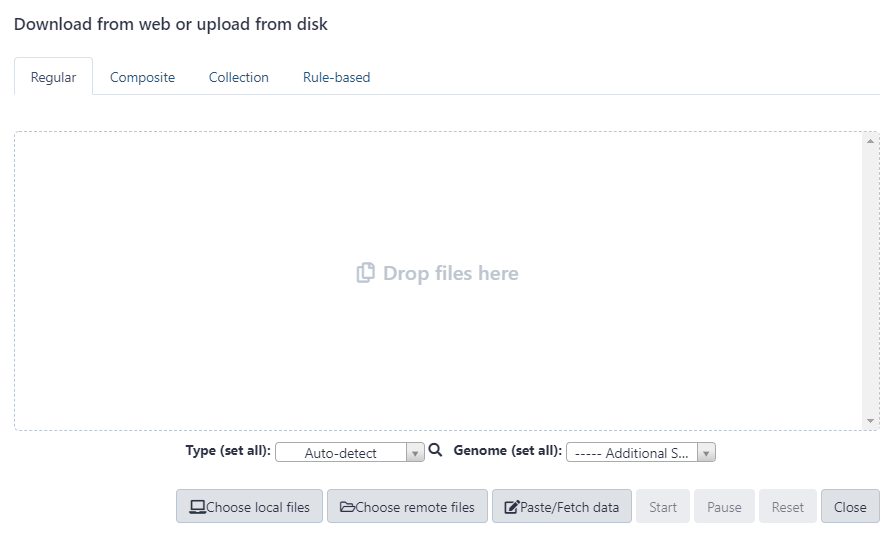 Download from web or upload from disk
Regular Composite Collection Rule-based
Drop files here
Type (set all): Auto-detect Genome (set all): ----- Additional S...
Choose local files Choose remote files Paste/Fetch data Start Pause Reset Close